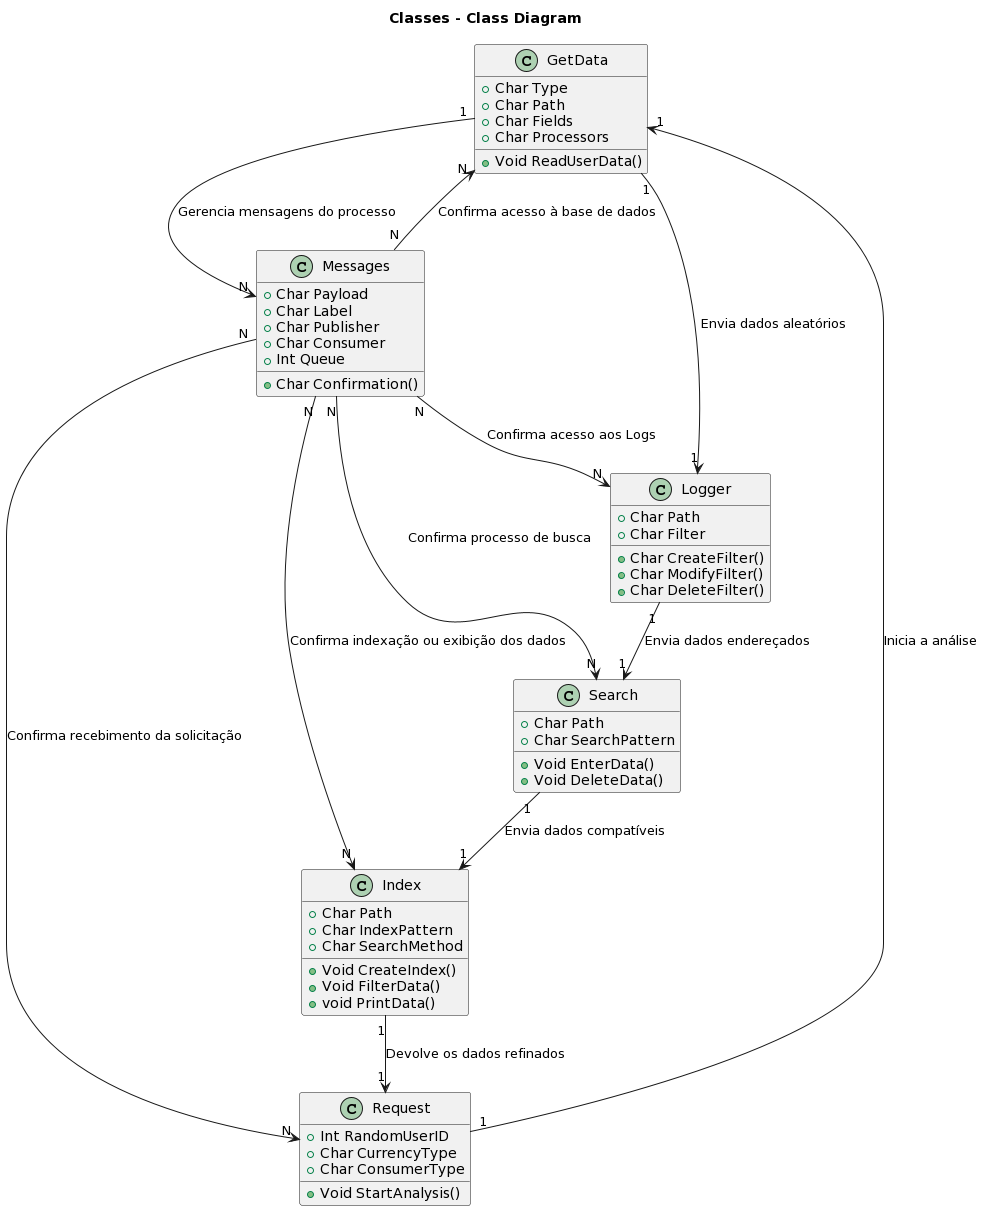 Classes - Class Diagram
C GetData
Char Type
Char Path
Char Fields
Char Processors
Void ReadUserData()
1
1
N
1
Gerencia mensagens do processo
Confirma acesso à base de dados
N
C Messages
Char Payload
Char Label
Char Publisher
Char Consumer
Int Queue
Char Confirmation()
N
N
Envia dados aleatórios
N
N
N
Confirma acesso aos Logs
1
N
C Logger
Char Path
Char Filter
Char CreateFilter()
Char ModifyFilter()
Char DeleteFilter()
Confirma processo de busca
1
Confirma indexação ou exibição dos dados
Envia dados endereçados
Inicia a análise
N
1
C Search
Char Path
Char SearchPattern
Void EnterData()
Void DeleteData()
Confirma recebimento da solicitação
1
Envia dados compatíveis
N
1
C Index
Char Path
Char IndexPattern
Char SearchMethod
Void CreateIndex()
Void FilterData()
void PrintData()
1
Devolve os dados refinados
1
C Request
Int RandomUserID
Char CurrencyType
Char ConsumerType
Void StartAnalysis()
N
1